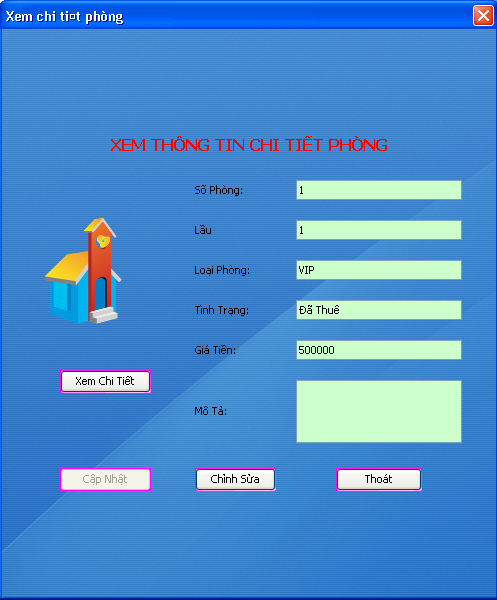 Xem chi ti¤t phòng
XEM THÔNG TIN CHI TIẾT PHÒNG
Số Phòng: 1
Lầu 1
Loại Phòng: VIP
Tình Trạng: Đã Thuê
Giá Tiền: 500000
Xem Chi Tiết
Mô Tả:
Cập Nhật Chỉnh Sửa Thoát